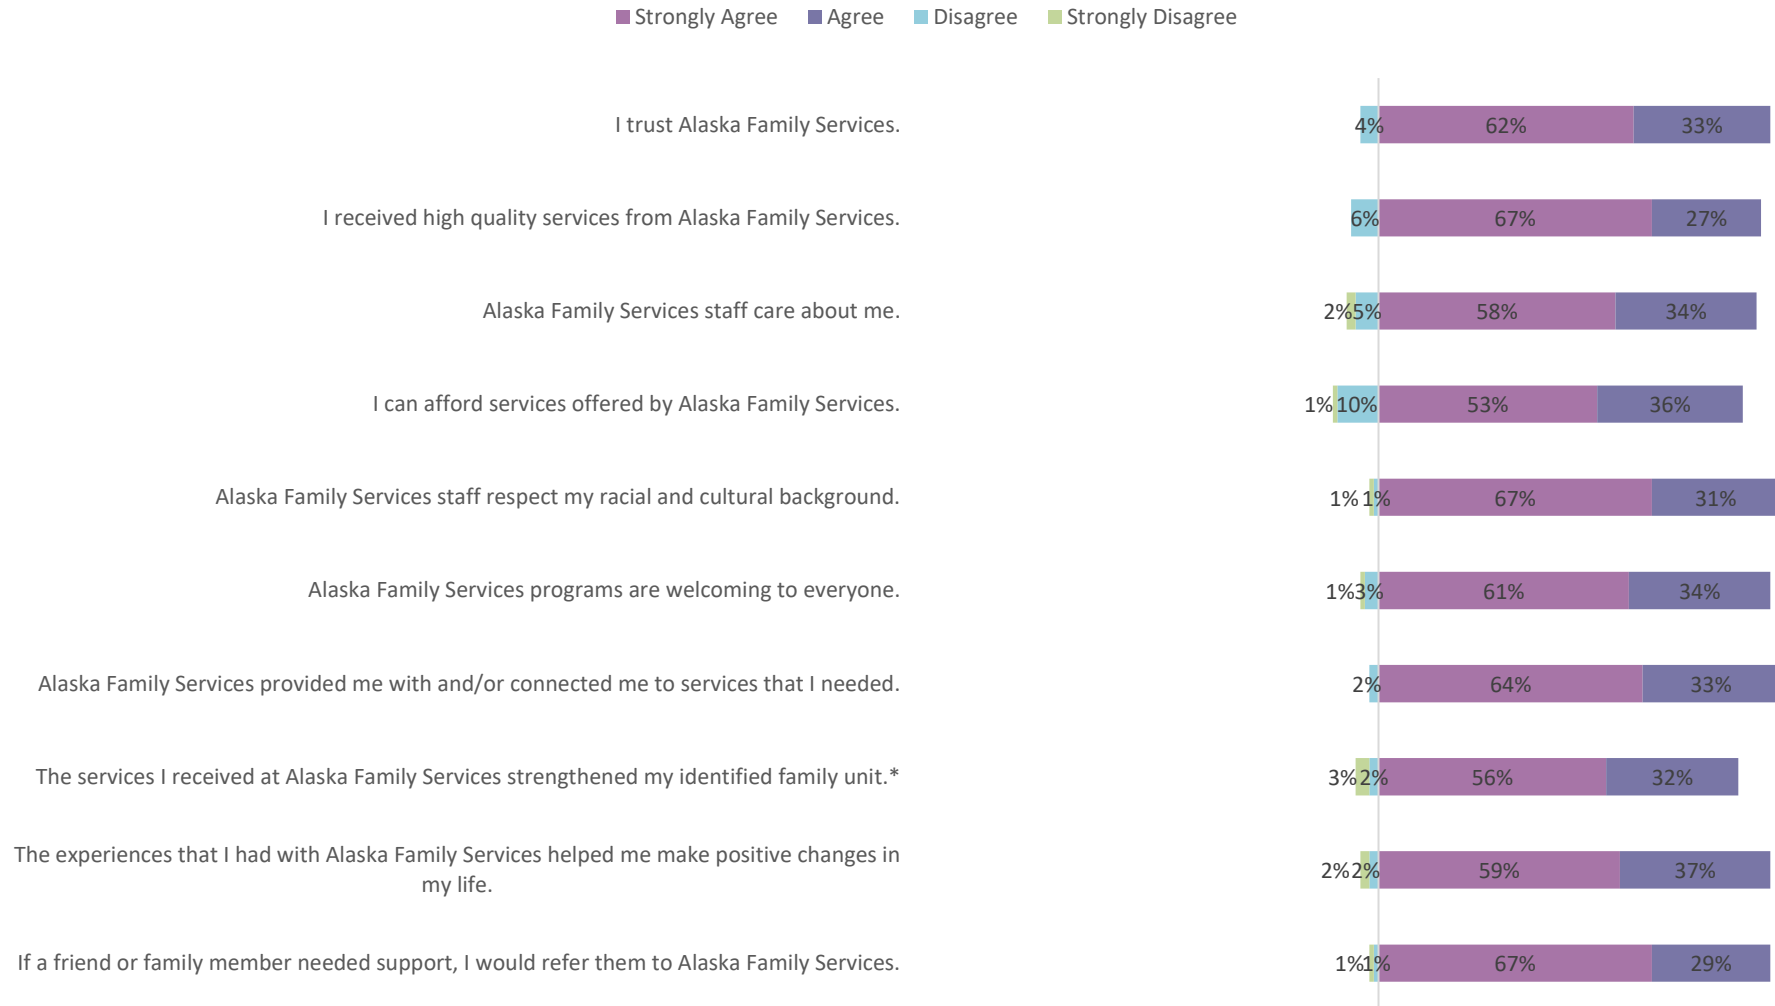 Strongly Agree Agree Disagree Strongly Disagree
I trust Alaska Family Services. 4% 62% 33%
I received high quality services from Alaska Family Services. 6% 67% 27%
Alaska Family Services staff care about me. 2% 5% 58% 34%
I can afford services offered by Alaska Family Services. 1% 10% 53% 36%
Alaska Family Services staff respect my racial and cultural background. 1% 1% 67% 31%
Alaska Family Services programs are welcoming to everyone. 1% 3% 61% 34%
Alaska Family Services provided me with and/or connected me to services that I needed. 2% 64% 33%
The services I received at Alaska Family Services strengthened my identified family unit.* 3% 2% 56% 32%
The experiences that I had with Alaska Family Services helped me make positive changes in
my life. 2% 2% 59% 37%
If a friend or family member needed support, I would refer them to Alaska Family Services. 1% 1% 67% 29%